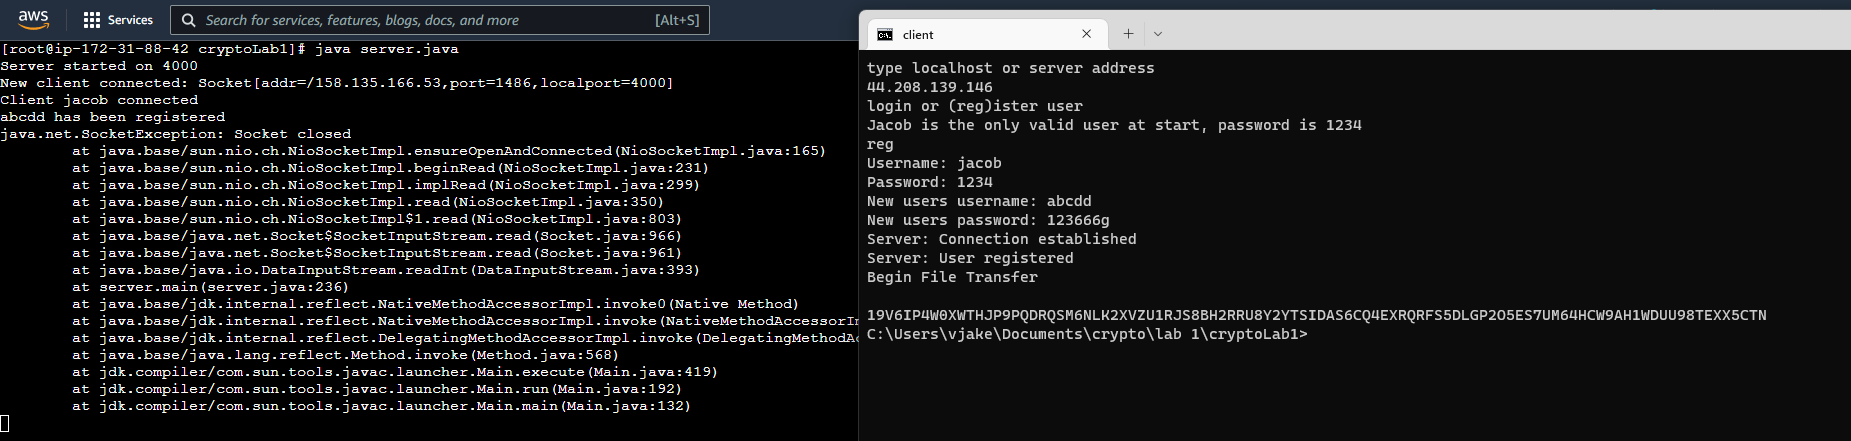 aws
Services
Search for services, features, blogs, docs, and more
[Alt+S]
[root@ip-172-31-88-42 cryptoLab1]# java server.java
Server started on 4000
New client connected: Socket[addr=/158.135.166.53,port=1486,localport=4000]
Client jacob connected
abcdd has been registered
java.net.SocketException: Socket closed
at java.base/sun.nio.ch.NioSocketImpl.ensureOpenAndConnected(NioSocketImpl.java:165)
at java.base/sun.nio.ch.NioSocketImpl.beginRead(NioSocketImpl.java:231)
at java.base/sun.nio.ch.NioSocketImpl.implRead(NioSocketImpl.java:299)
at java.base/sun.nio.ch.NioSocketImpl.read(NioSocketImpl.java:350)
at java.base/sun.nio.ch.NioSocketImpl$1.read(NioSocketImpl.java:803)
at java.base/java.net.Socket$SocketInputStream.read(Socket.java:966)
at java.base/java.net.Socket$SocketInputStream.read(Socket.java:961)
at java.base/java.io.DataInputStream.readInt(DataInputStream.java:393)
at server.main(server.java:236)
at java.base/jdk.internal.reflect.NativeMethodAccessorImpl.invoke0(Native Method)
at java.base/jdk.internal.reflect.NativeMethodAccessorImpl.invoke(NativeMethodAccessorIm
at java.base/jdk.internal.reflect.DelegatingMethodAccessorImpl.invoke(DelegatingMethodAc
at java.base/java.lang.reflect.Method.invoke(Method.java:568)
at jdk.compiler/com.sun.tools.javac.launcher.Main.execute(Main.java:419)
at jdk.compiler/com.sun.tools.javac.launcher.Main.run(Main.java:192)
at jdk.compiler/com.sun.tools.javac.launcher.Main.main(Main.java:132)
client
type localhost or server address
44.208.139.146
login or (reg)ister user
Jacob is the only valid user at start, password is 1234
reg
Username: jacob
Password: 1234
New users username: abcdd
New users password: 123666g
Server: Connection established
Server: User registered
Begin File Transfer
19V6IP4W0XWTHJP9PQDRQSM6NLK2XVZU1RJS8BH2RRU8Y2YTSIDAS6CQ4EXRQRFS5DLGP2O5ES7UM64HCW9AH1WDUU98TEXX5CTN
C:\Users\vjake\Documents\crypto\lab 1\cryptoLab1>